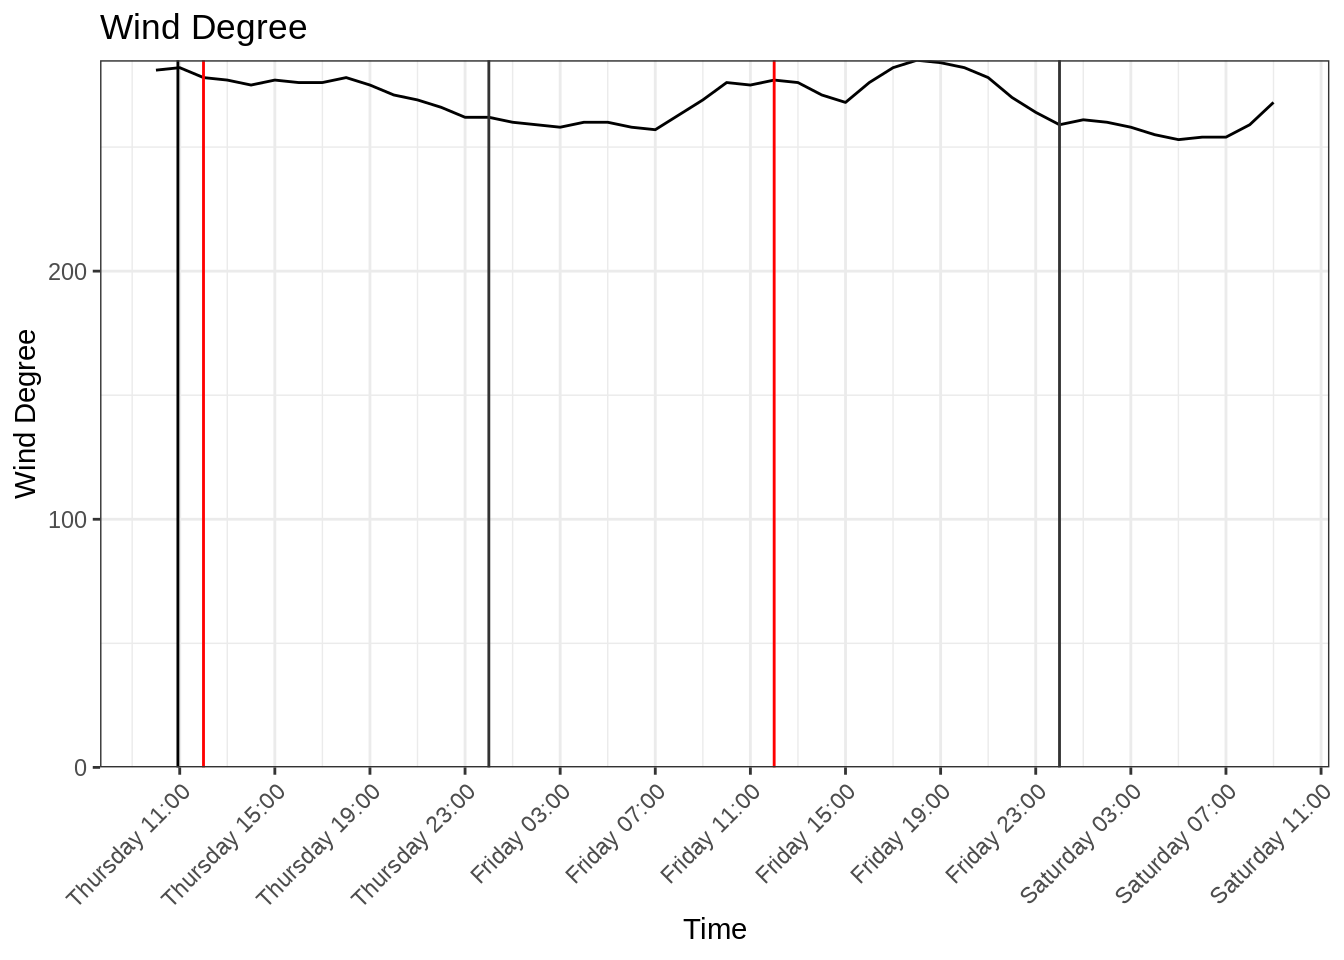 Wind Degree
Wind Degree
200
100
0
Thursday 11:00
Thursday 15:00
Thursday 19:00
Thursday 23:00
Friday 03:00
Friday 07:00
Friday 11:00
Friday 15:00
Friday 19:00
Friday 23:00
Saturday 03:00
Saturday 07:00
Saturday 11:00
Time